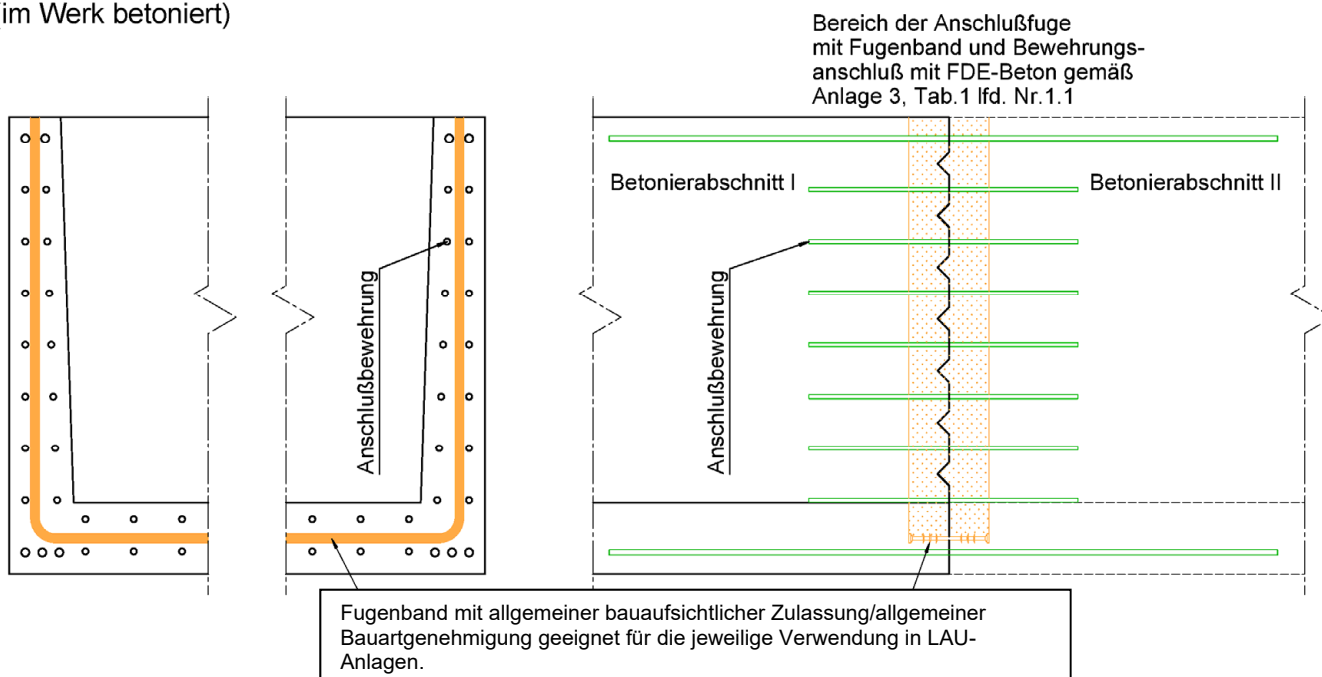 im Werk betoniert)
Bereich der Anschlußfuge
mit Fugenband und Bewehrungs-
anschluß mit FDE-Beton gemäß
Anlage 3, Tab.1 lfd. Nr.1.1
Betonierabschnitt I
Betonierabschnitt II
Anschlußbewehrung
Anschlußbewehrung
Fugenband mit allgemeiner bauaufsichtlicher Zulassung/allgemeiner
Bauartgenehmigung geeignet für die jeweilige Verwendung in LAU-
Anlagen.